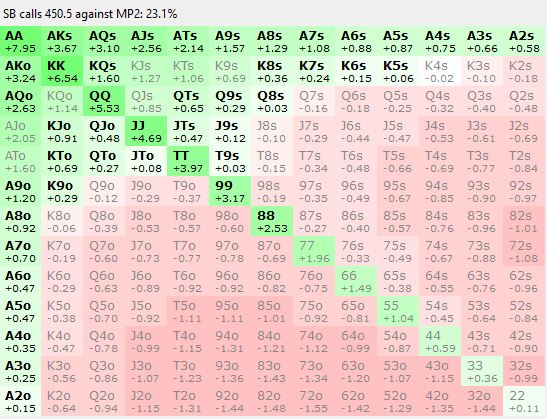 SB calls 450.5 against MP2: 23.1%
AA AKs AQs AJs ATs A9s A8s A7s A6s A5s A4s A3s A2s
+7.95 +3.67 +3.10 +2.56 +2.14 +1.57 +1.29 +1.08 +0.88 +0.87 +0.75 +0.66 +0.58
AKo KK KQs KJs KTs K9s K8s K7s K6s K5s K4s K3s K2s
+3.24 +6.54 +1.60 +1.27 +1.06 +0.69 +0.36 +0.24 +0.15 +0.06 -0.02 -0.10 -0.18
AQo KQo QQ QJs QTs Q9s Q8s Q7s Q6s Q5s Q4s Q3s Q2s
+2.63 +1.14 +5.53 +0.85 +0.65 +0.29 +0.03 -0.16 -0.18 -0.25 -0.32 -0.40 -0.48
AJo KJo QJo JJ JTs J9s J8s J7s J6s J5s J4s J3s J2s
+2.05 +0.91 +0.48 +4.69 +0.47 +0.12 -0.10 -0.29 -0.44 -0.47 -0.53 -0.61 -0.69
ATo KTo QTo JTo TT T9s T8s T7s T6s T5s T4s T3s T2s
+1.60 +0.69 +0.27 +0.08 +3.97 +0.03 -0.15 -0.34 -0.48 -0.66 -0.69 -0.77 -0.84
A9o K9o Q9o J9o T9o 99 98s 97s 96s 95s 94s 93s 92s
+1.20 +0.29 -0.12 -0.29 -0.37 +3.17 -0.19 -0.35 -0.49 -0.67 -0.85 -0.90 -0.97
A8o K8o Q8o J8o T8o 98o 88 87s 86s 85s 84s 83s 82s
+0.92 -0.06 -0.39 -0.53 -0.57 -0.60 +2.53 -0.27 -0.40 -0.57 -0.76 -0.96 -1.01
A7o K7o Q7o J7o T7o 97o 87o 77 76s 75s 74s 73s 72s
+0.70 -0.19 -0.60 -0.73 -0.77 -0.78 -0.69 +1.96 -0.33 -0.49 -0.67 -0.88 -1.08
A6o K6o Q6o J6o T6o 96o 86o 76o 66 65s 64s 63s 62s
+0.47 -0.29 -0.62 -0.89 -0.92 -0.92 -0.82 -0.75 +1.49 -0.38 -0.55 -0.76 -0.96
A5o K5o Q5o J5o T5o 95o 85o 75o 65o 55 54s 53s 52s
+0.47 -0.38 -0.70 -0.92 -1.11 -1.11 -1.01 -0.92 -0.81 +1.04 -0.45 -0.64 -0.84
A4o K4o Q4o J4o T4o 94o 84o 74o 64o 54o 44 43s 42s
+0.35 -0.47 -0.78 -0.99 -1.15 -1.31 -1.21 -1.12 -0.99 -0.87 +0.59 -0.71 -0.90
A3o K3o Q3o J3o T3o 93o 83o 73o 63o 53o 43o 33 32s
+0.25 -0.56 -0.86 -1.07 -1.23 -1.36 -1.43 -1.34 -1.20 -1.07 -1.15 +0.36 -0.99
A2o K2o Q2o J2o T2o 92o 82o 72o 62o 52o 42o 32o 22
+0.15 -0.64 -0.94 -1.15 -1.31 -1.44 -1.48 -1.55 -1.42 -1.29 -1.35 -1.44 +0.11